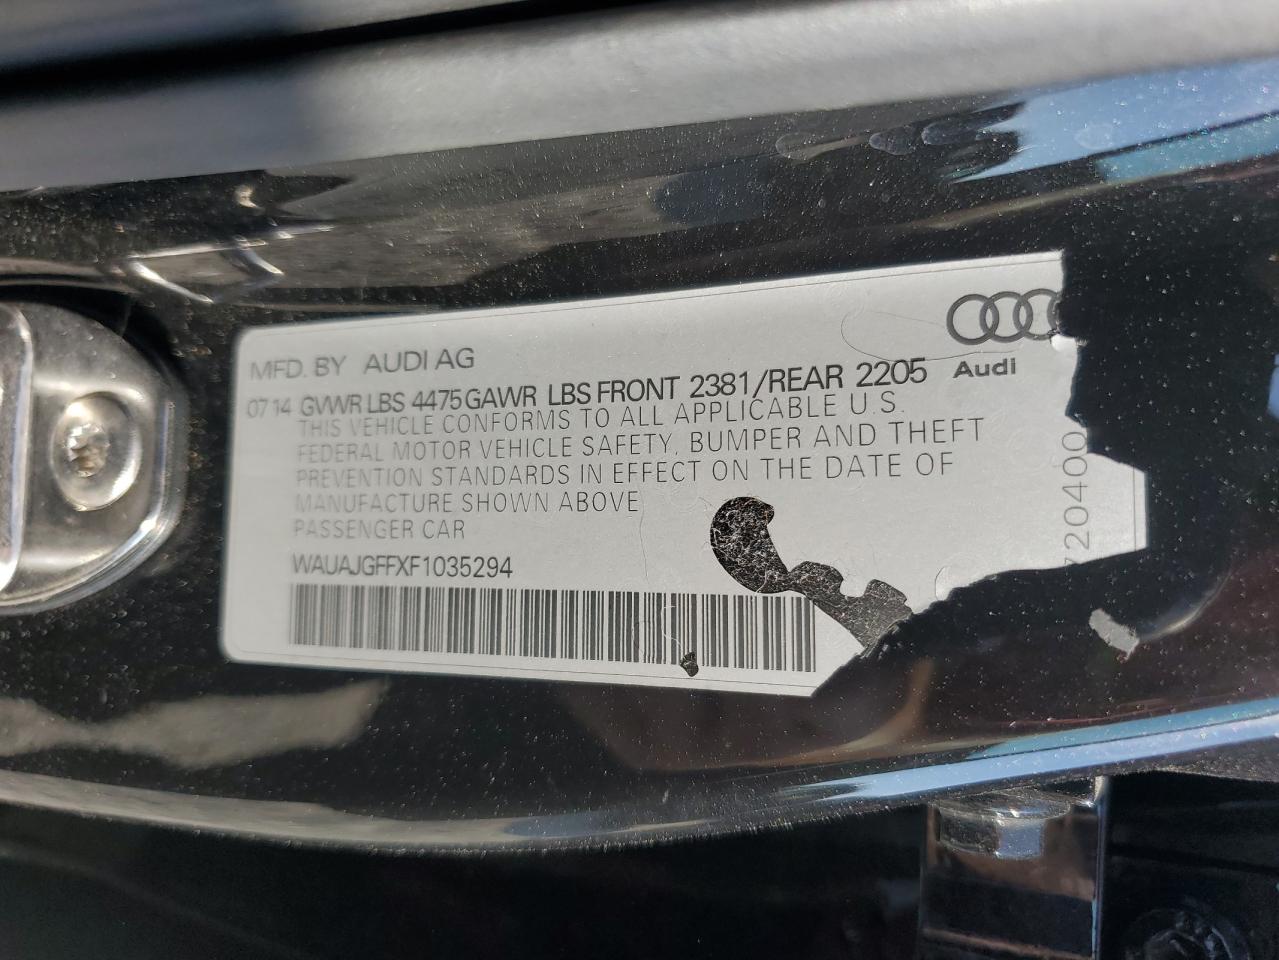 MFD. BY AUDI AG
07 14 GVWR LBS 4475 GAWR LBS FRONT 2381/REAR 2205
Audi
THIS VEHICLE CONFORMS TO ALL APPLICABLE U.S.
FEDERAL MOTOR VEHICLE SAFETY, BUMPER AND THEFT
PREVENTION STANDARDS IN EFFECT ON THE DATE OF
MANUFACTURE SHOWN ABOVE
PASSENGER CAR
WAUAJGFFXF1035294